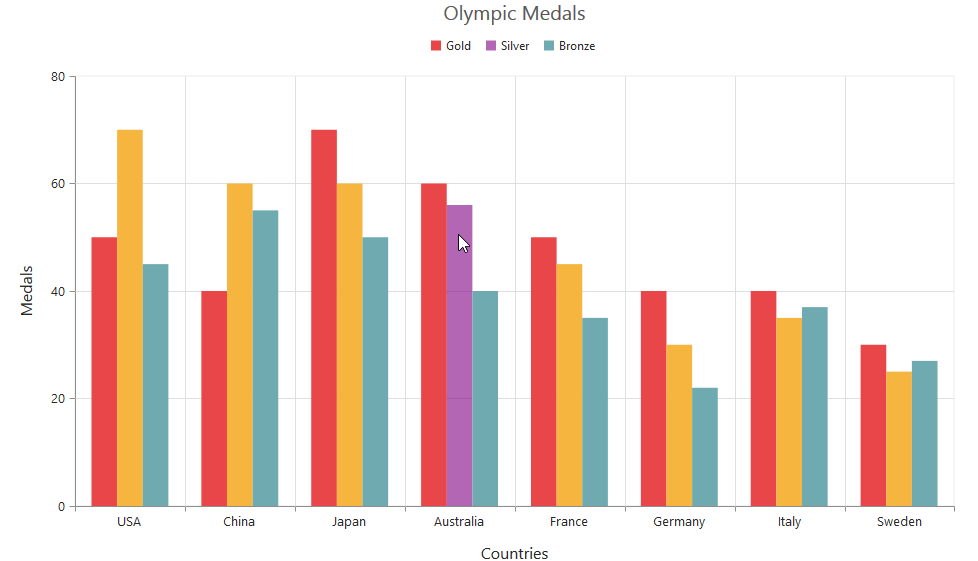 Olympic Medals
Gold Silver Bronze
80
60
40
20
0
Medals
USA China Japan Australia France Germany Italy Sweden
Countries